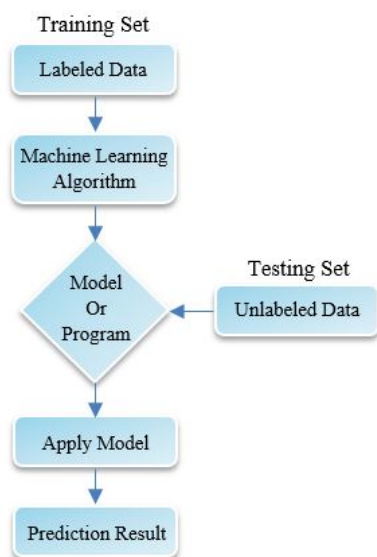 Training Set
Labeled Data
Machine Learning
Algorithm
Model
Or
Program
Testing Set
Unlabeled Data
Apply Model
Prediction Result